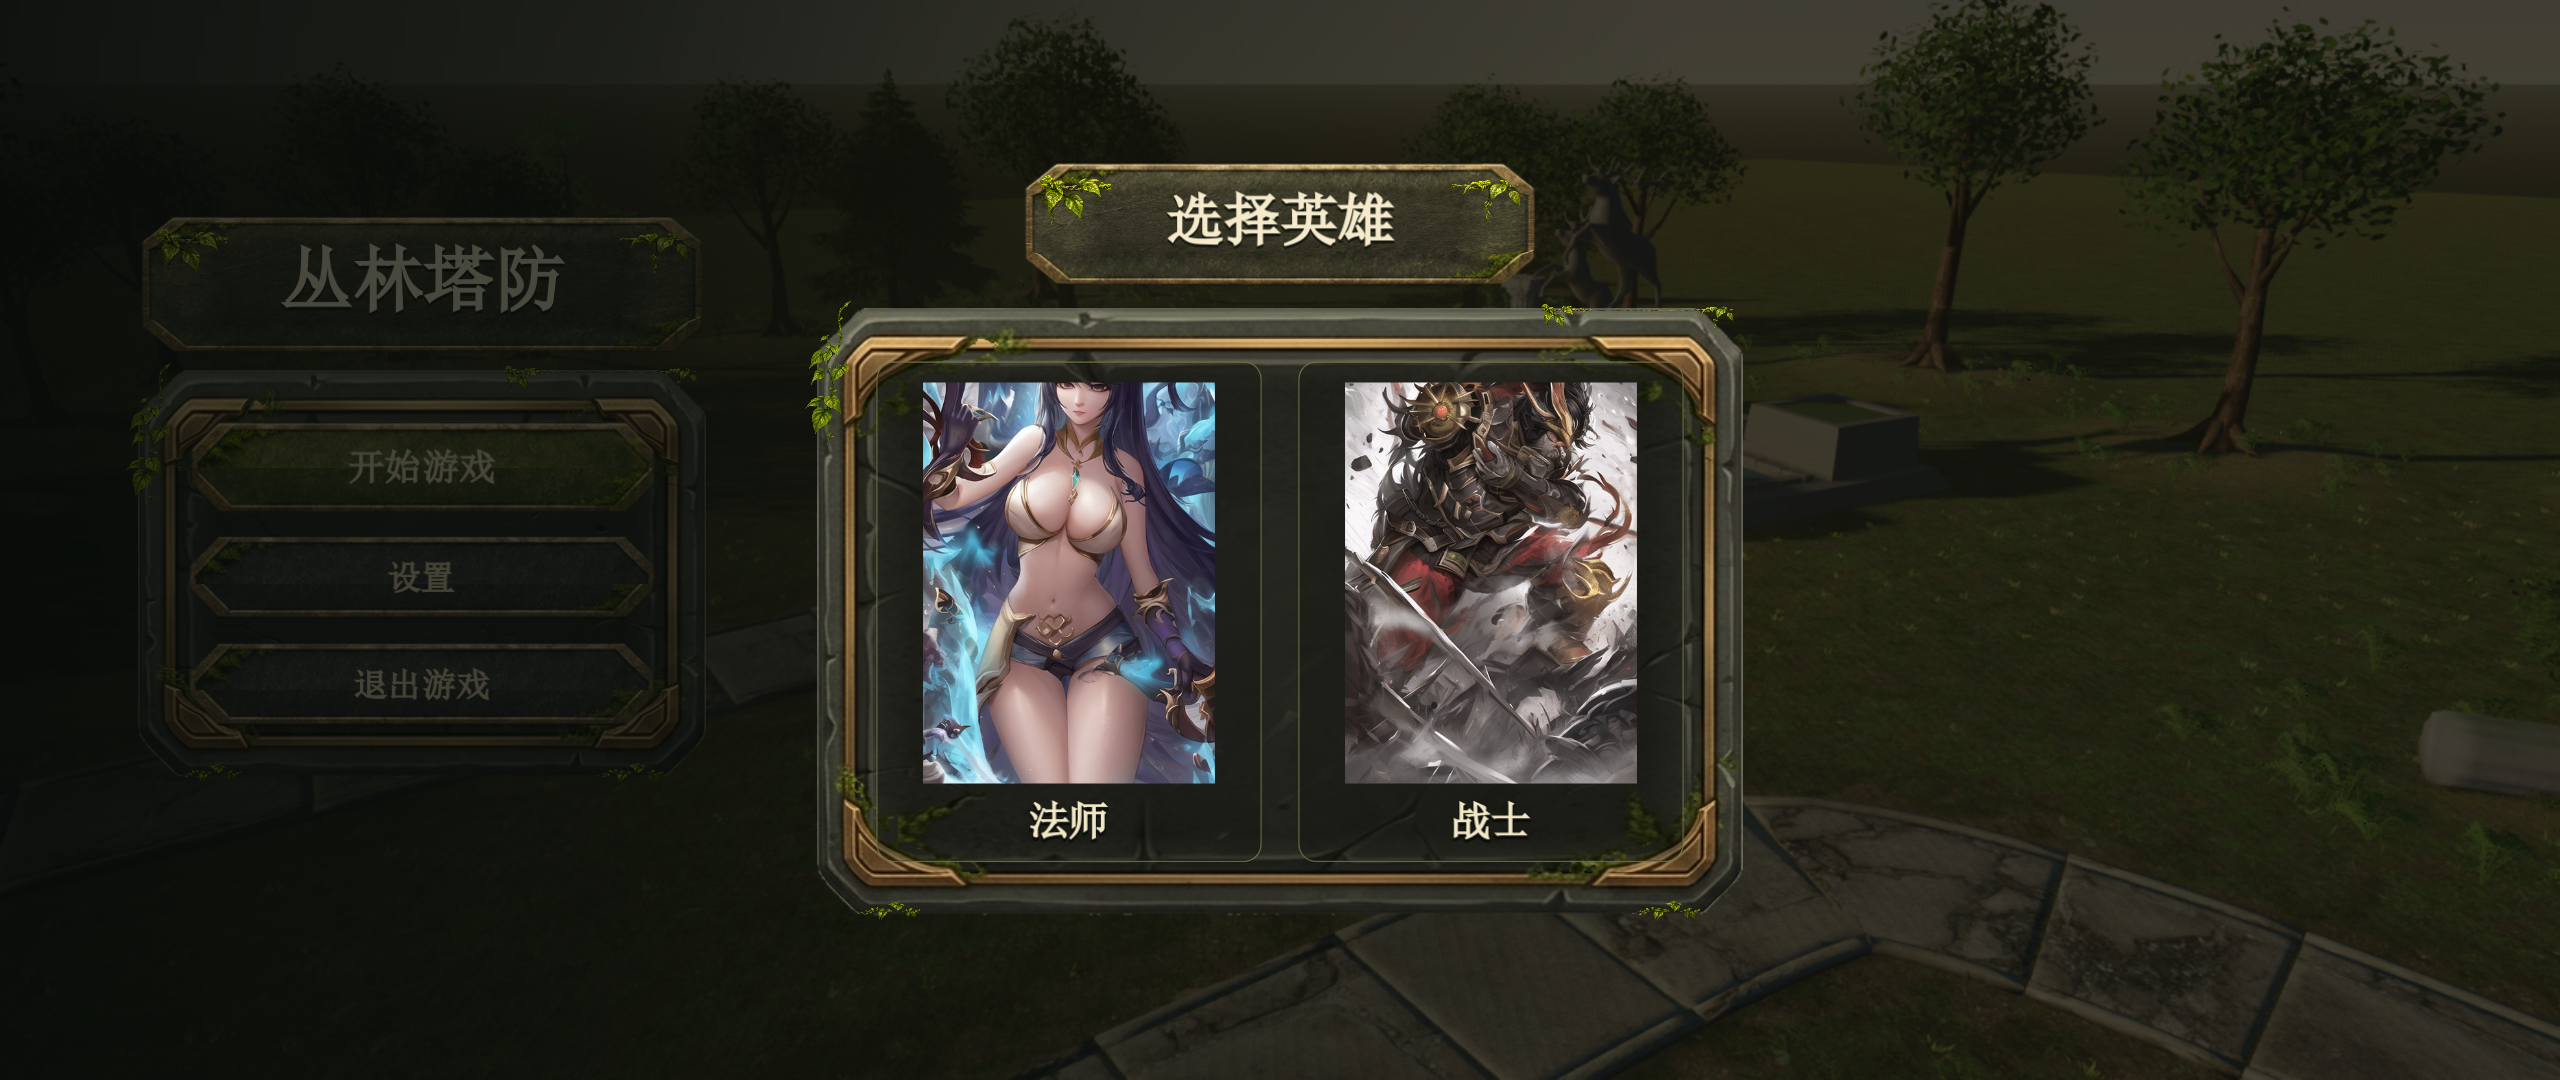 丛林塔防
开始游戏
设置
退出游戏
选择英雄
法师
战士